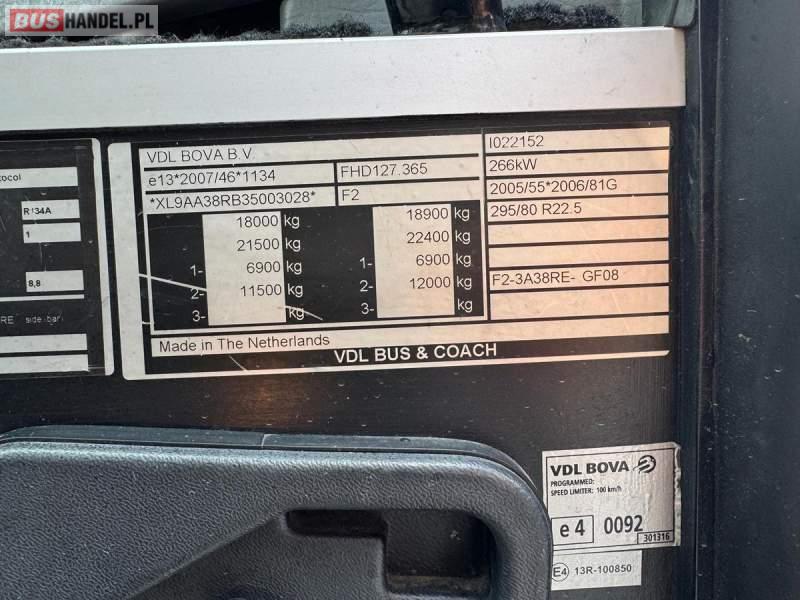 BUSHANDEL.PL
VDL BOVA B.V.
e13*2007/46*1134
FHD127.365
*XL9AA38RB35003028*
F2
18000 kg
18900 kg
21500 kg
22400 kg
1- 6900 kg
1- 6900 kg
2- 11500 kg
2- 12000 kg
3- kg
3- kg
I022152
266kW
2005/55*2006/81G
295/80 R22.5
F2-3A38RE- GF08
Made in The Netherlands
VDL BUS & COACH
R134A
1
8,8
side-bar
VDL BOVA
PROGRAMMED:
SPEED LIMITER: 100 km/h
e 4 0092
301316
E4 13R-100850